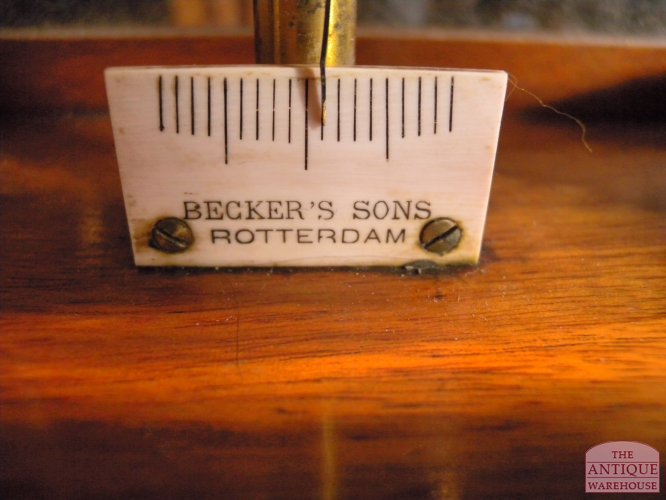 BECKER'S SONS
ROTTERDAM
THE
ANTIQUE
WAREHOUSE